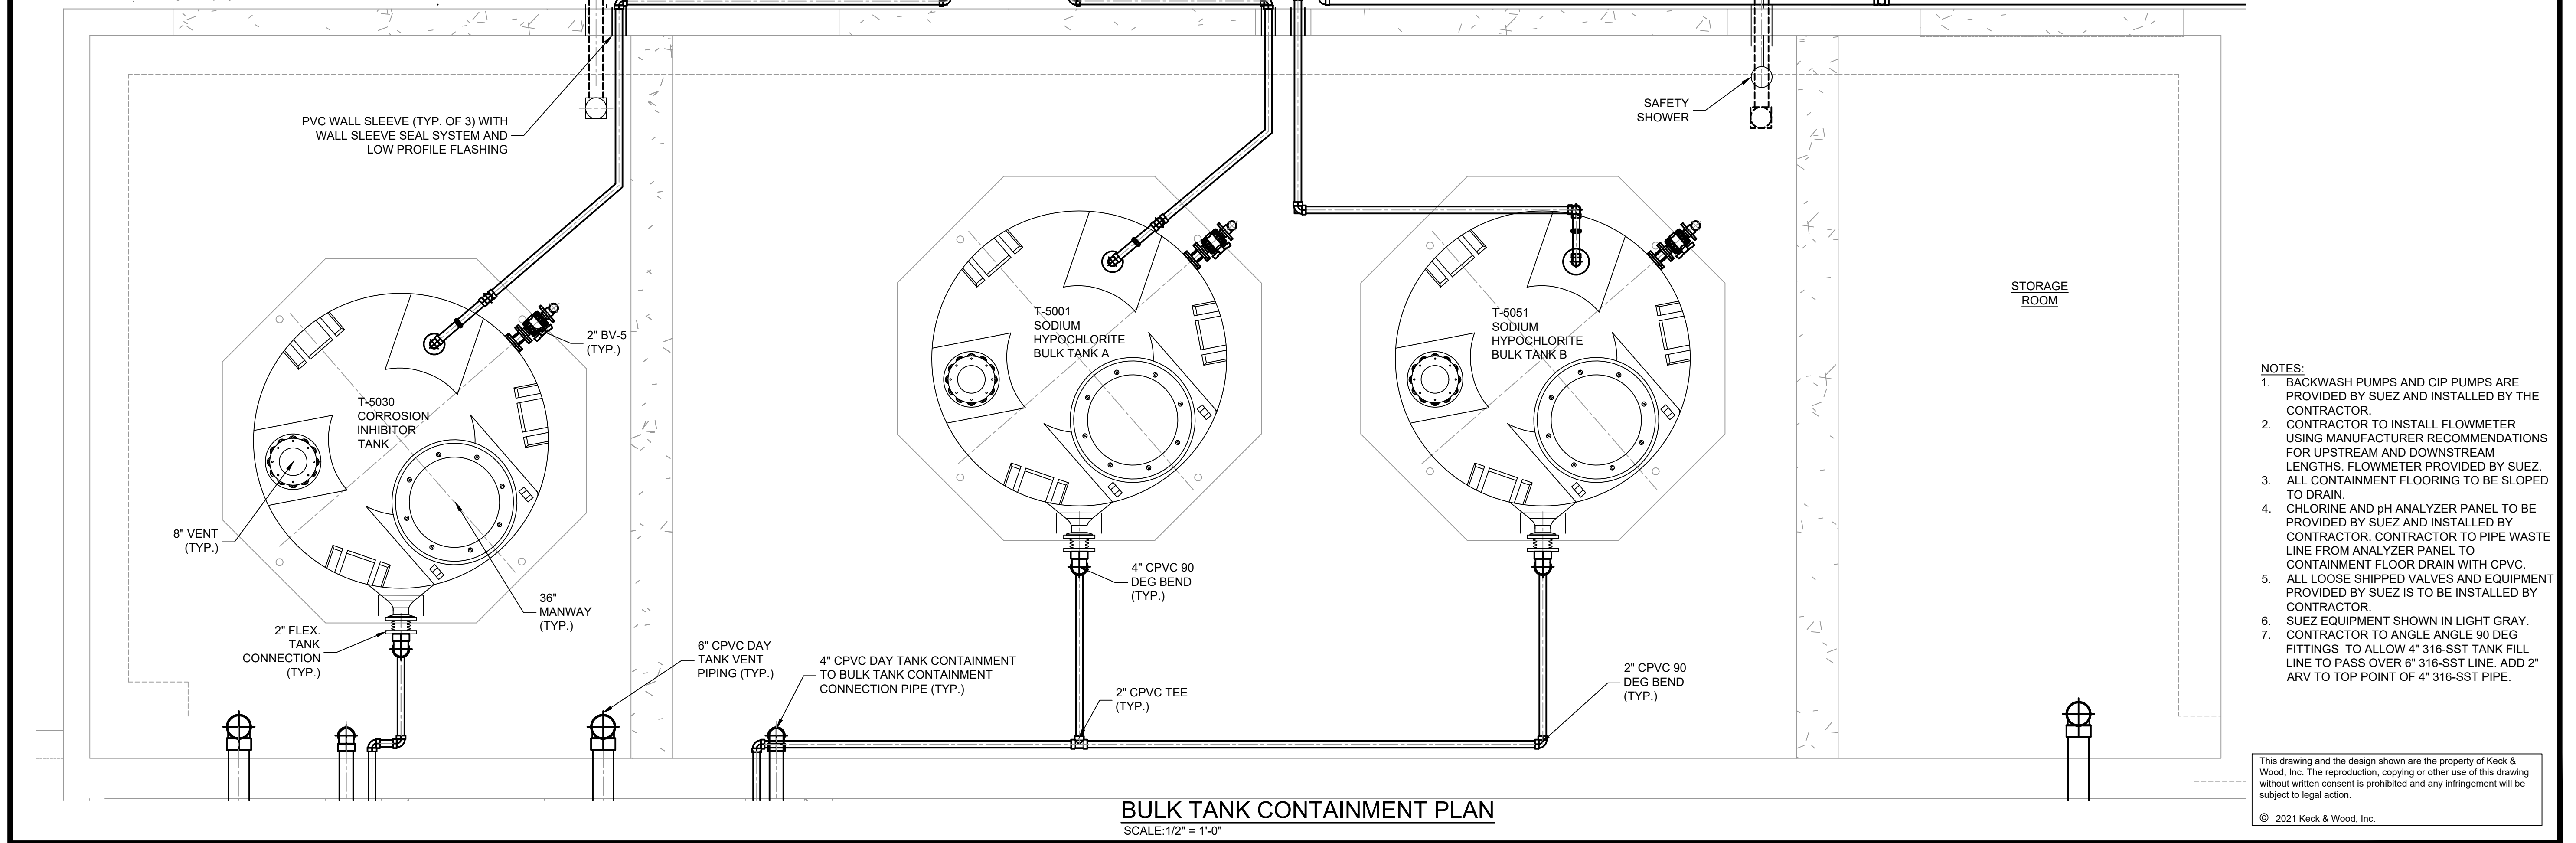 PVC WALL SLEEVE (TYP. OF 3) WITH
WALL SLEEVE SEAL SYSTEM AND
LOW PROFILE FLASHING
SAFETY
SHOWER
STORAGE
ROOM
2" BV-5
(TYP.)
T-5030
CORROSION
INHIBITOR
TANK
T-5001
SODIUM
HYPOCHLORITE
BULK TANK A
T-5051
SODIUM
HYPOCHLORITE
BULK TANK B
8" VENT
(TYP.)
36"
MANWAY
(TYP.)
2" FLEX.
TANK
CONNECTION
(TYP.)
4" CPVC 90
DEG BEND
(TYP.)
6" CPVC DAY
TANK VENT
PIPING (TYP.)
4" CPVC DAY TANK CONTAINMENT
TO BULK TANK CONTAINMENT
CONNECTION PIPE (TYP.)
2" CPVC TEE
(TYP.)
2" CPVC 90
DEG BEND
(TYP.)
NOTES:
1. BACKWASH PUMPS AND CIP PUMPS ARE
PROVIDED BY SUEZ AND INSTALLED BY THE
CONTRACTOR.
2. CONTRACTOR TO INSTALL FLOWMETER
USING MANUFACTURER RECOMMENDATIONS
FOR UPSTREAM AND DOWNSTREAM
LENGTHS. FLOWMETER PROVIDED BY SUEZ.
3. ALL CONTAINMENT FLOORING TO BE SLOPED
TO DRAIN.
4. CHLORINE AND pH ANALYZER PANEL TO BE
PROVIDED BY SUEZ AND INSTALLED BY
CONTRACTOR. CONTRACTOR TO PIPE WASTE
LINE FROM ANALYZER PANEL TO
CONTAINMENT FLOOR DRAIN WITH CPVC.
5. ALL LOOSE SHIPPED VALVES AND EQUIPMENT
PROVIDED BY SUEZ IS TO BE INSTALLED BY
CONTRACTOR.
6. SUEZ EQUIPMENT SHOWN IN LIGHT GRAY.
7. CONTRACTOR TO ANGLE ANGLE 90 DEG
FITTINGS TO ALLOW 4" 316-SST TANK FILL
LINE TO PASS OVER 6" 316-SST LINE. ADD 2"
ARV TO TOP POINT OF 4" 316-SST PIPE.
This drawing and the design shown are the property of Keck &
Wood, Inc. The reproduction, copying or other use of this drawing
without written consent is prohibited and any infringement will be
subject to legal action.
© 2021 Keck & Wood, Inc.
BULK TANK CONTAINMENT PLAN
SCALE:1/2" = 1'-0"